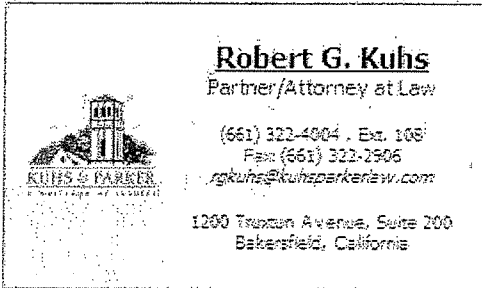 Robert G. Kuhs
Partner/Attorney at Law
(661) 322-4004 . Ext. 108
Fax: (661) 322-2906
rgkuhs@kuhsparkerlaw.com
KUHS & PARKER
1200 Truxtun Avenue, Suite 200
Bakersfield, California